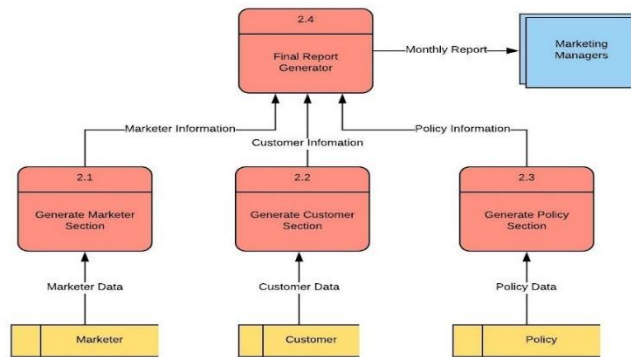 2.4
Final Report
Generator
Monthly Report
Marketing
Managers
Marketer Information
Customer Infomation
Policy Information
2.1
Generate Marketer
Section
2.2
Generate Customer
Section
2.3
Generate Policy
Section
Marketer Data
Customer Data
Policy Data
Marketer
Customer
Policy